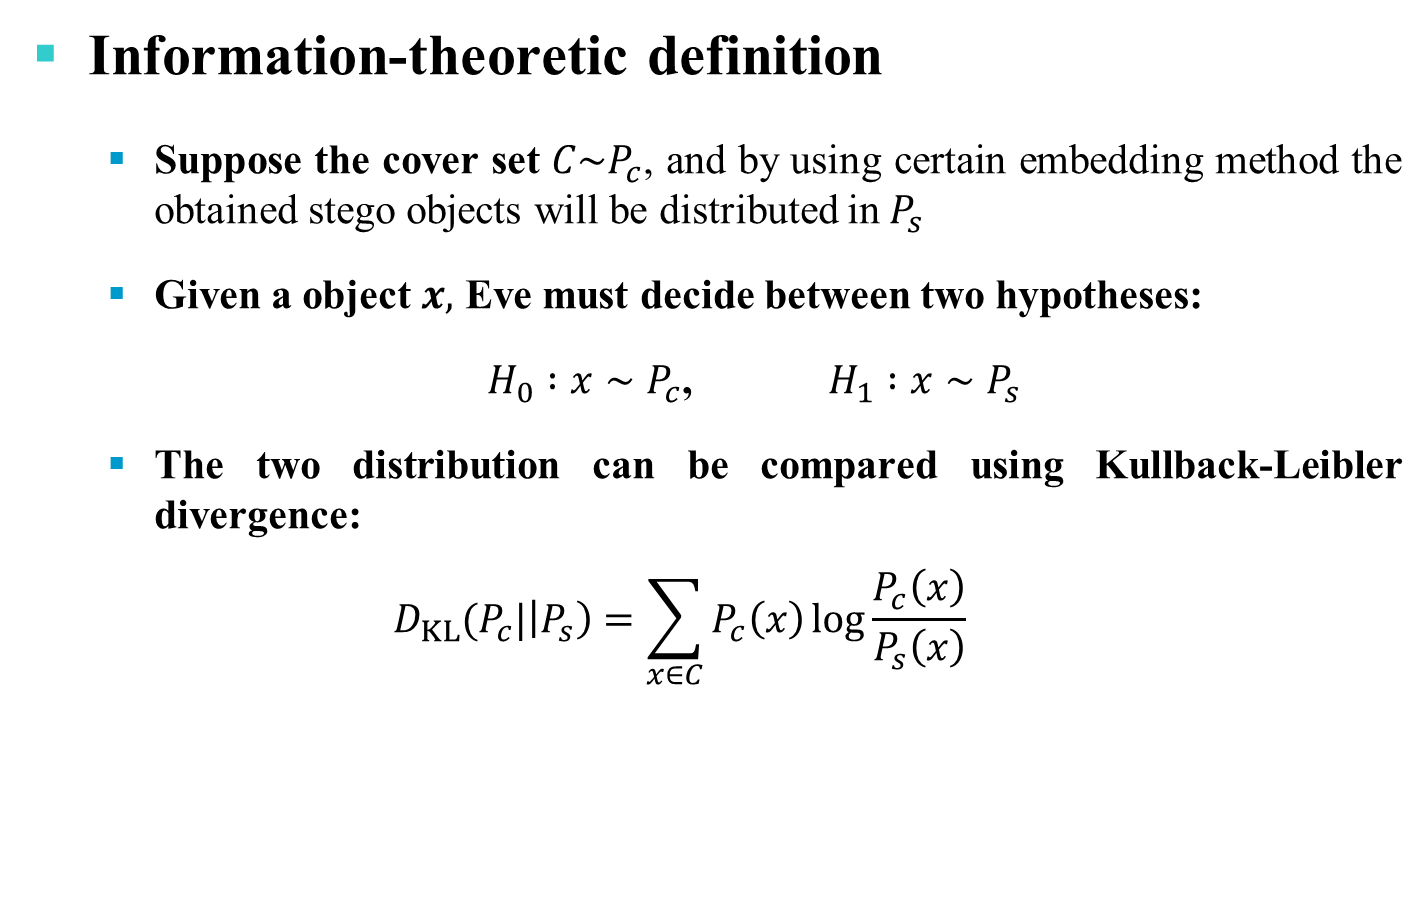 ▪ Information-theoretic definition
▪ Suppose the cover set C~P_c, and by using certain embedding method the
obtained stego objects will be distributed in P_s
▪ Given a object x, Eve must decide between two hypotheses:
H_0 : x ~ P_c, H_1 : x ~ P_s
▪ The two distribution can be compared using Kullback-Leibler
divergence:
D_KL(P_c||P_s) = ∑_{x∈C} P_c(x) log P_c(x)/P_s(x)